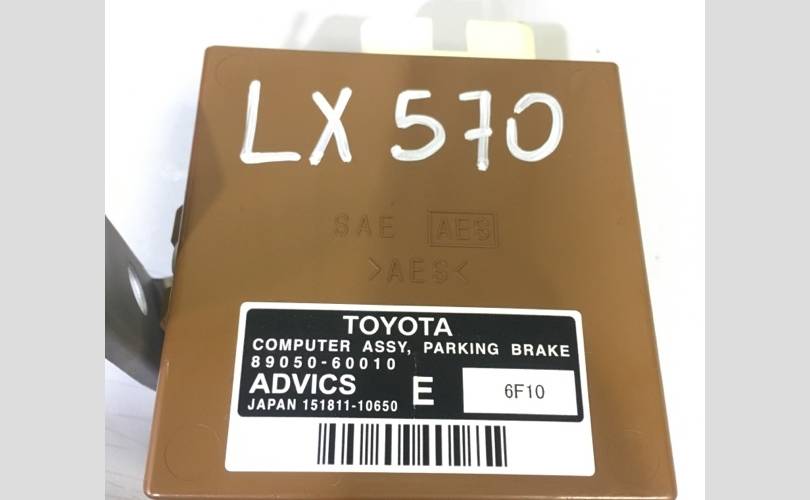 LX 570
SAE AES
>AES<
TOYOTA
COMPUTER ASSY, PARKING BRAKE
89050-60010
ADVICS E 6F10
JAPAN 151811-10650